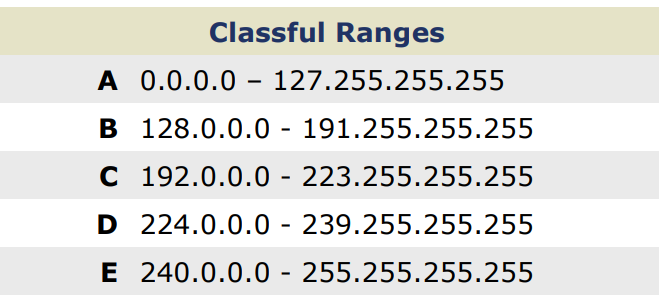 Classful Ranges
A 0.0.0.0 – 127.255.255.255
B 128.0.0.0 - 191.255.255.255
C 192.0.0.0 - 223.255.255.255
D 224.0.0.0 - 239.255.255.255
E 240.0.0.0 - 255.255.255.255